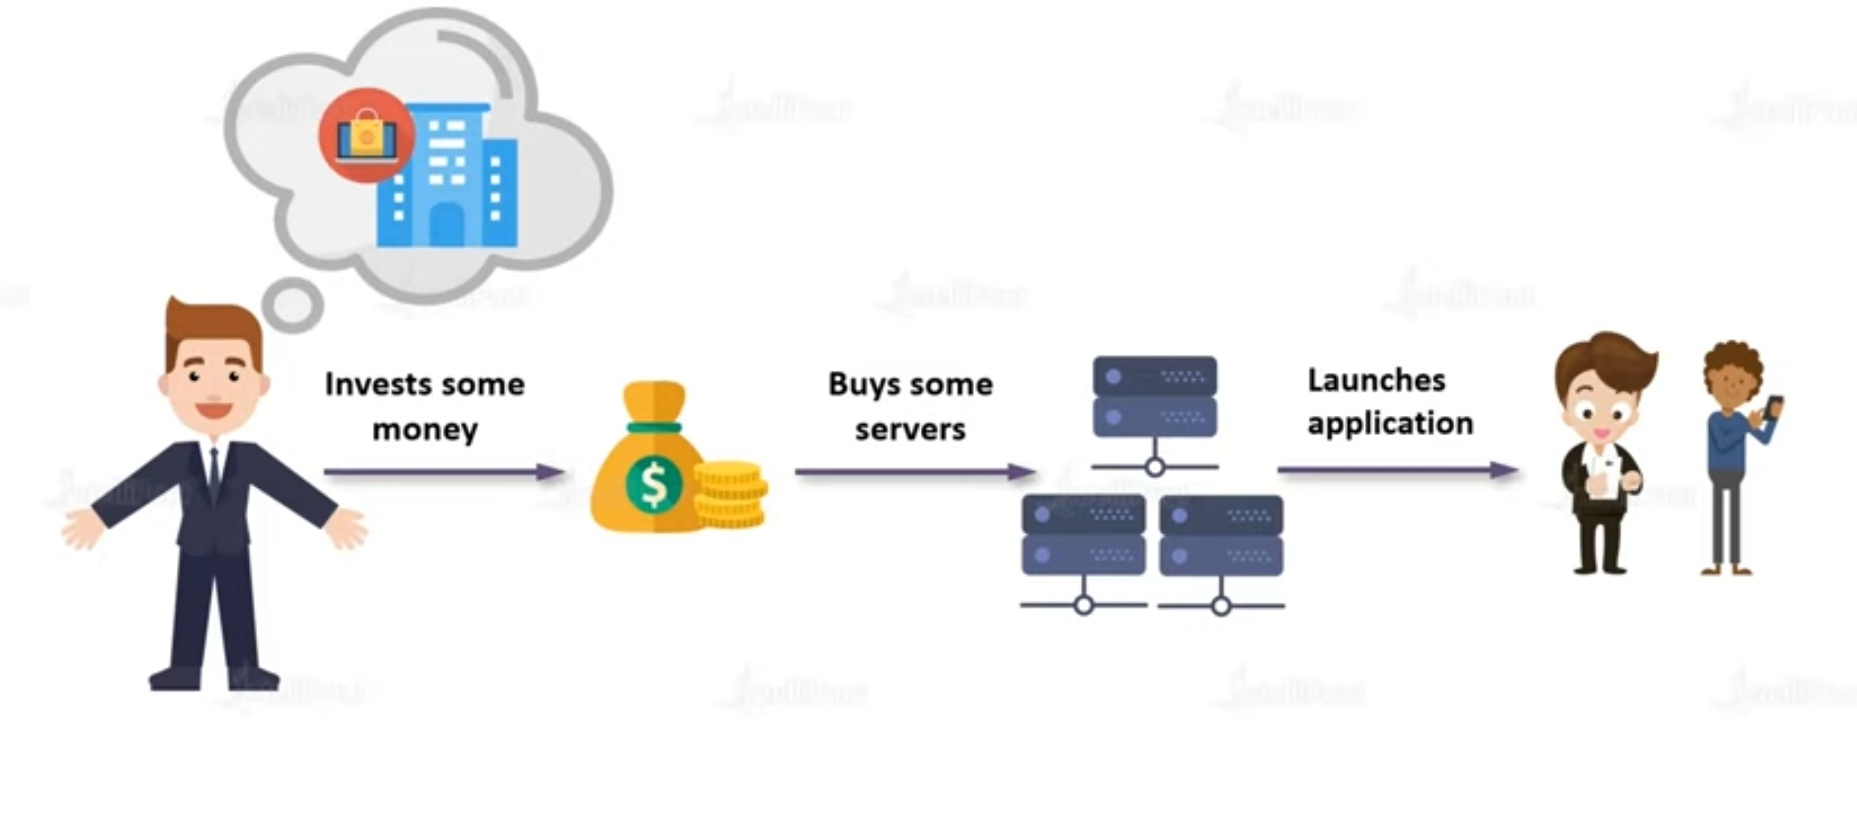 Invests some
money
Buys some
servers
Launches
application
$